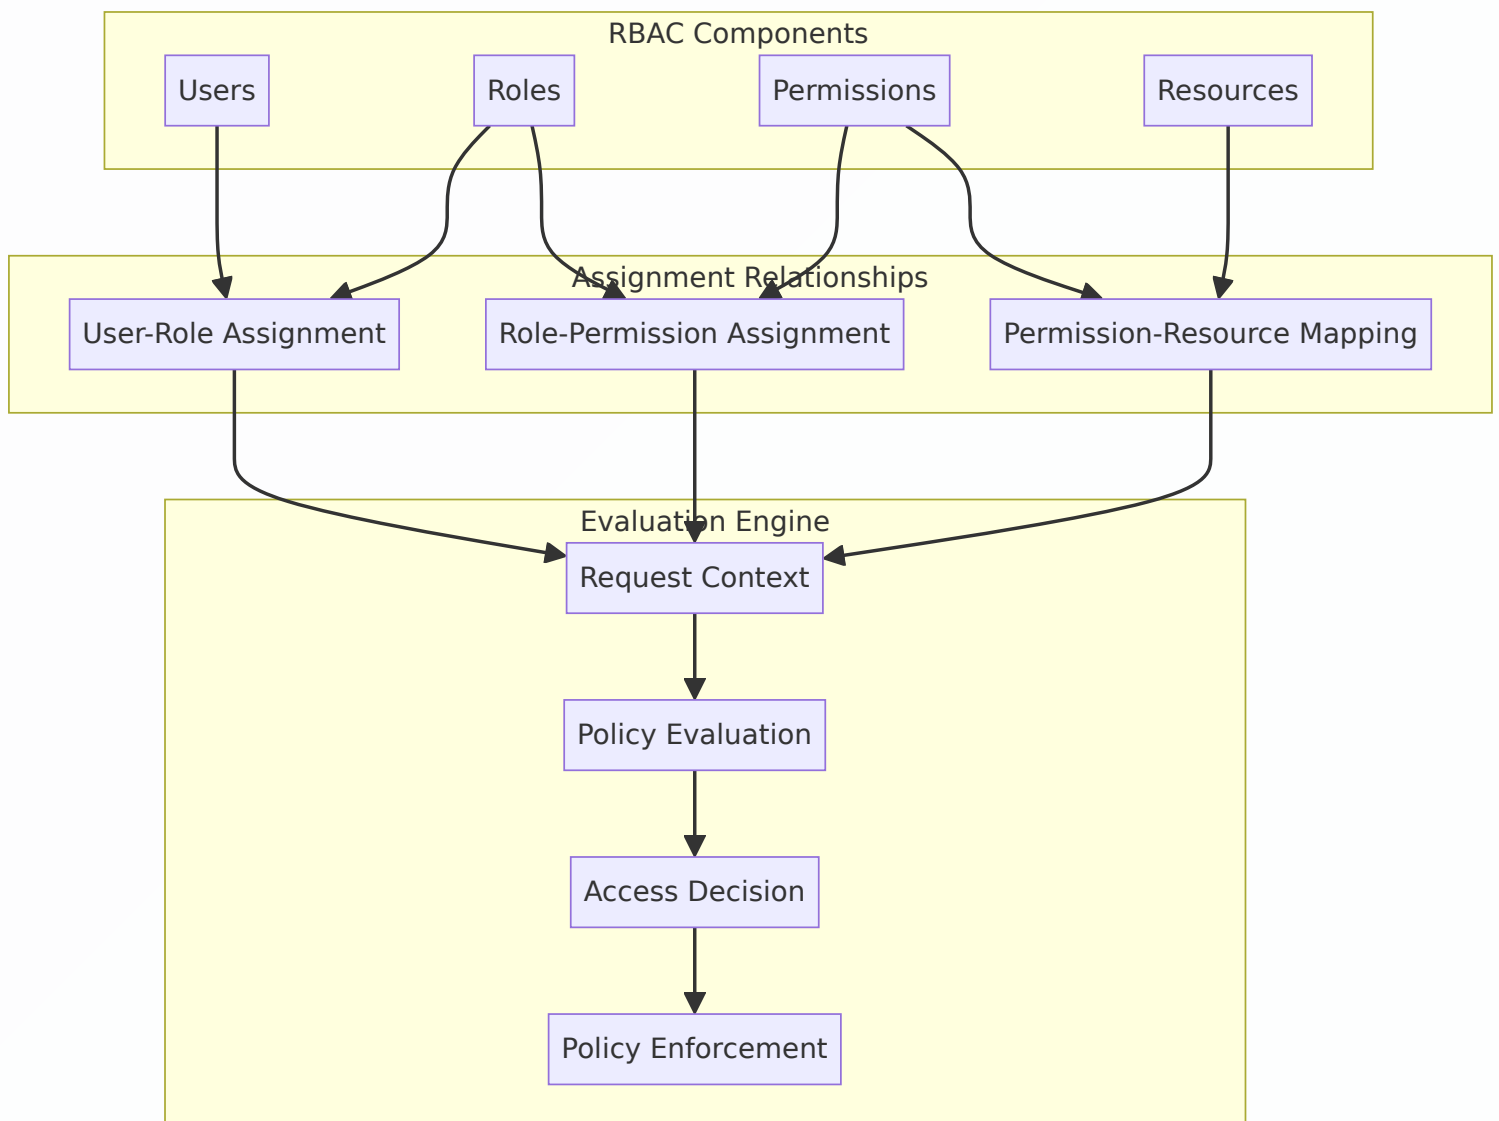 RBAC Components
Users
Roles
Permissions
Resources
Assignment Relationships
User-Role Assignment
Role-Permission Assignment
Permission-Resource Mapping
Evaluation Engine
Request Context
Policy Evaluation
Access Decision
Policy Enforcement